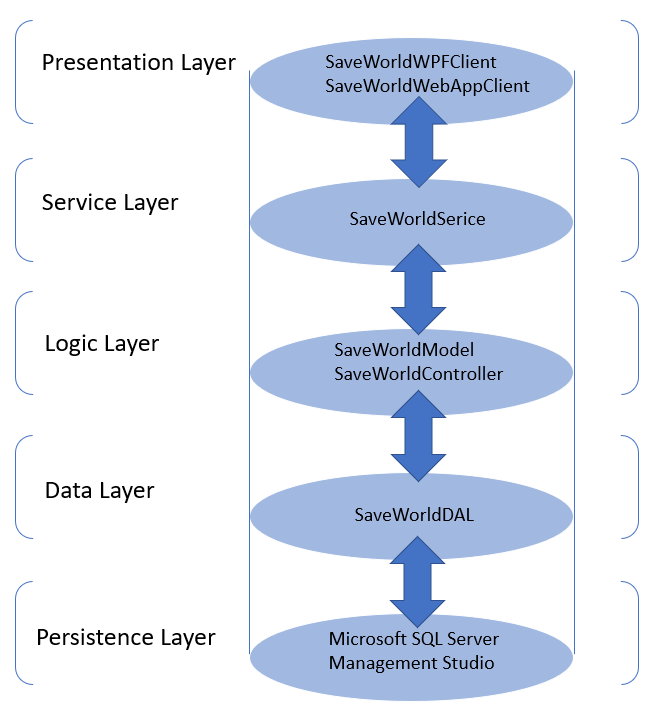 Presentation Layer
SaveWorldWPFClient
SaveWorldWebAppClient
Service Layer
SaveWorldSerice
Logic Layer
SaveWorldModel
SaveWorldController
Data Layer
SaveWorldDAL
Persistence Layer
Microsoft SQL Server
Management Studio